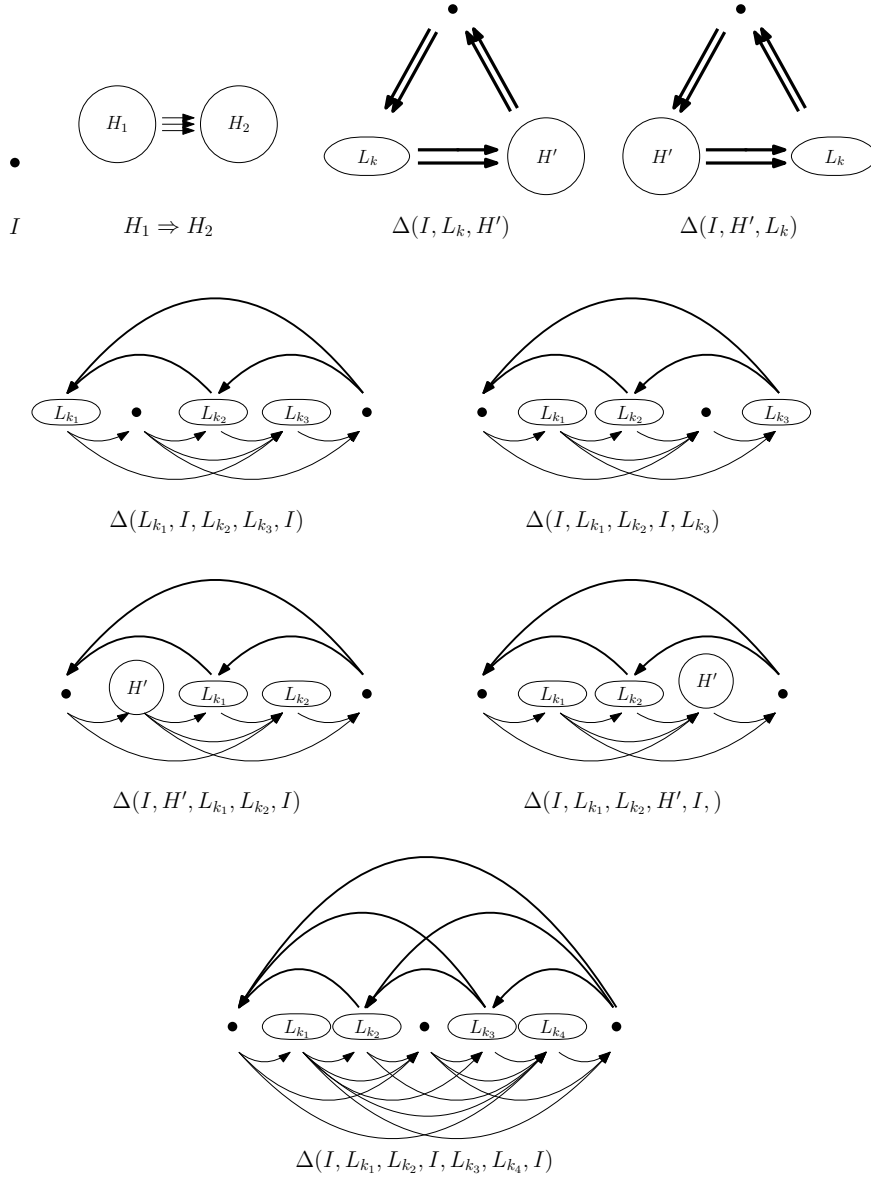 H₁ H₂ L_k H′ H′ L_k
I H₁ ⇒ H₂ Δ(I, L_k, H′) Δ(I, H′, L_k)
L_{k₁} L_{k₂} L_{k₃} L_{k₁} L_{k₂} L_{k₃}
Δ(L_{k₁}, I, L_{k₂}, L_{k₃}, I) Δ(I, L_{k₁}, L_{k₂}, I, L_{k₃})
H′ L_{k₁} L_{k₂} L_{k₁} L_{k₂} H′
Δ(I, H′, L_{k₁}, L_{k₂}, I) Δ(I, L_{k₁}, L_{k₂}, H′, I, )
L_{k₁} L_{k₂} L_{k₃} L_{k₄}
Δ(I, L_{k₁}, L_{k₂}, I, L_{k₃}, L_{k₄}, I)